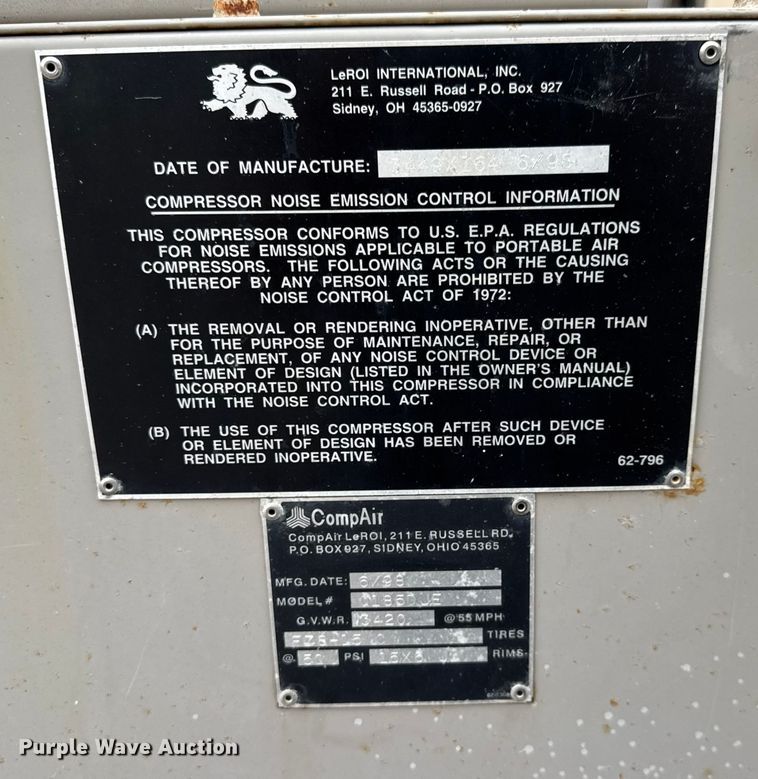 LeROI INTERNATIONAL, INC.
211 E. Russell Road - P.O. Box 927
Sidney, OH 45365-0927
DATE OF MANUFACTURE:
COMPRESSOR NOISE EMISSION CONTROL INFORMATION
THIS COMPRESSOR CONFORMS TO U.S. E.P.A. REGULATIONS
FOR NOISE EMISSIONS APPLICABLE TO PORTABLE AIR
COMPRESSORS. THE FOLLOWING ACTS OR THE CAUSING
THEREOF BY ANY PERSON ARE PROHIBITED BY THE
NOISE CONTROL ACT OF 1972:
(A) THE REMOVAL OR RENDERING INOPERATIVE, OTHER THAN
FOR THE PURPOSE OF MAINTENANCE, REPAIR, OR
REPLACEMENT, OF ANY NOISE CONTROL DEVICE OR
ELEMENT OF DESIGN (LISTED IN THE OWNER'S MANUAL)
INCORPORATED INTO THIS COMPRESSOR IN COMPLIANCE
WITH THE NOISE CONTROL ACT.
(B) THE USE OF THIS COMPRESSOR AFTER SUCH DEVICE
OR ELEMENT OF DESIGN HAS BEEN REMOVED OR
RENDERED INOPERATIVE.
62-796
CompAir
CompAir LeROI, 211 E. RUSSELL RD.
P.O. BOX 927, SIDNEY, OHIO 45365
MFG. DATE: 6/98
MODEL#
G.V.W.R. 3420 @ 55 MPH
TIRES
@ 50 PSI RIMS
Purple Wave Auction